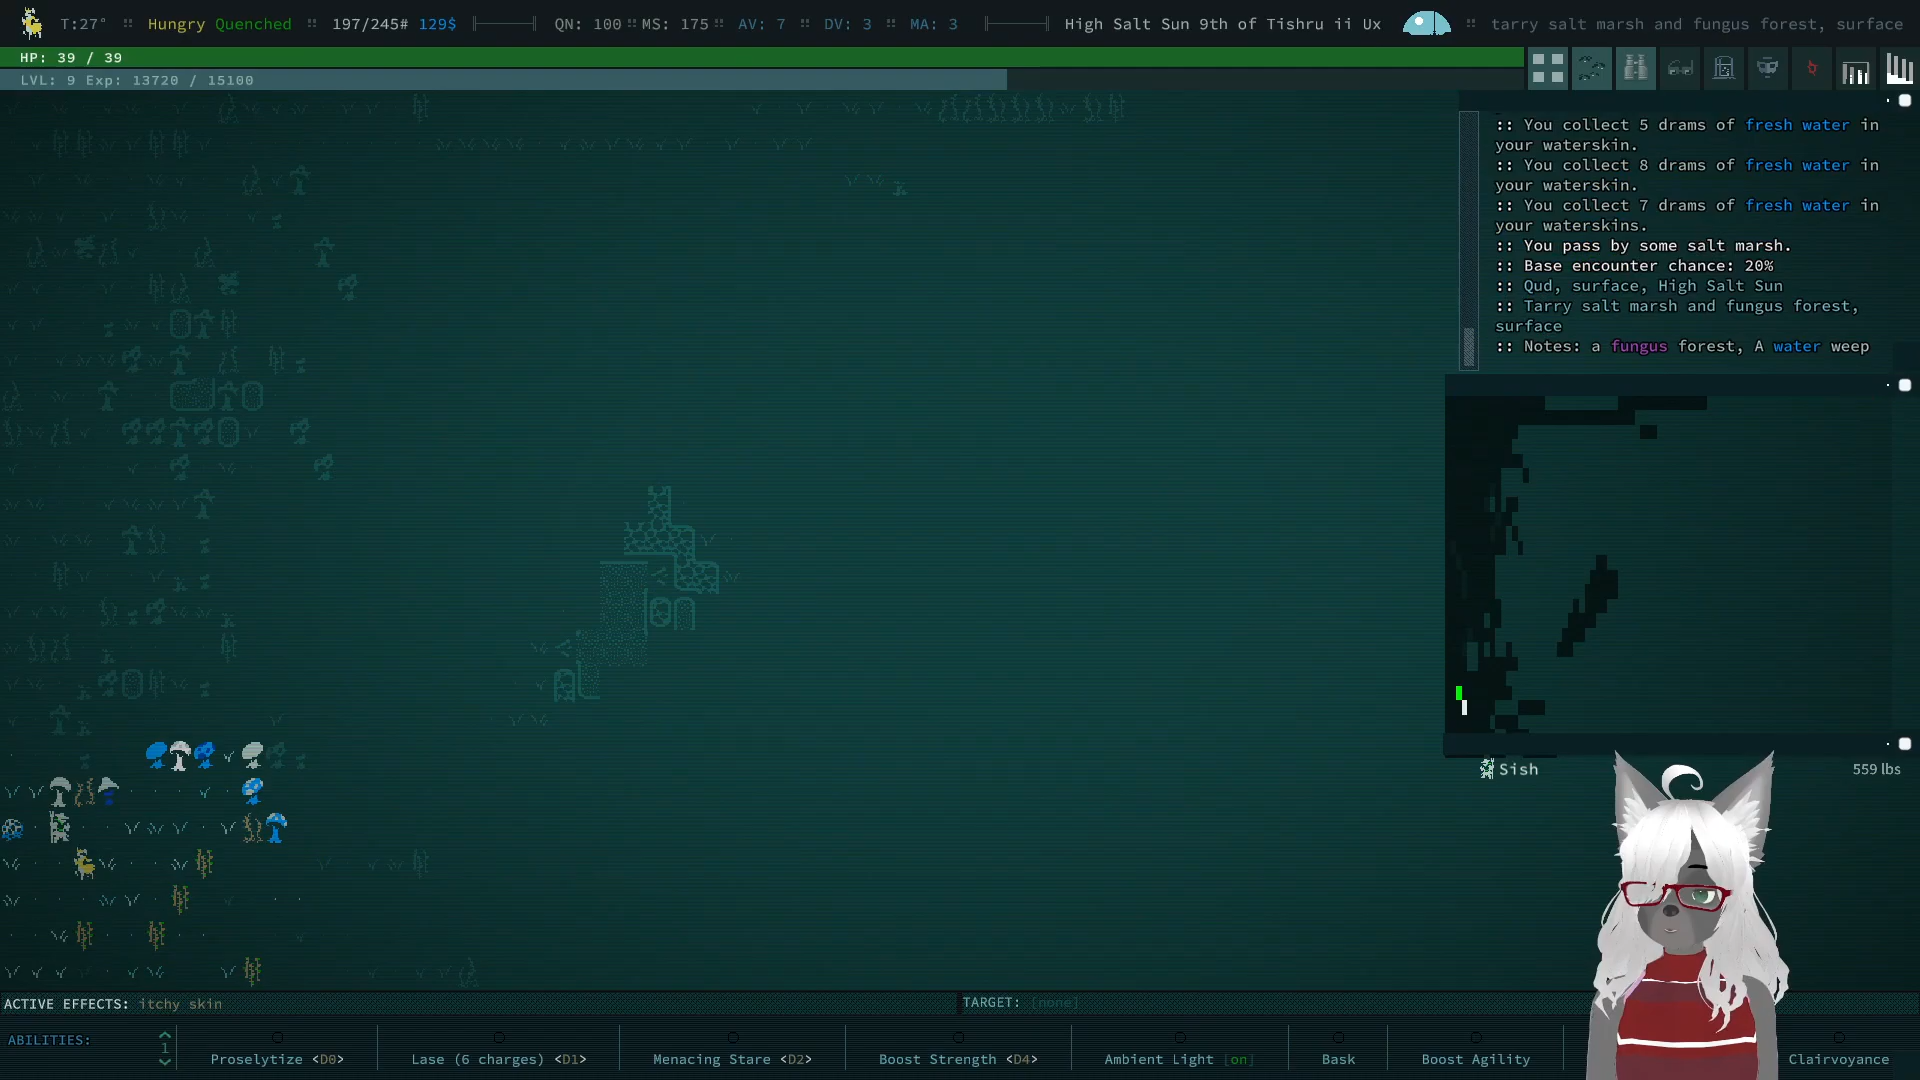 T:27° :: Hungry Quenched :: 197/245# 129$ QN: 100 :: MS: 175 :: AV: 7 :: DV: 3 :: MA: 3 High Salt Sun 9th of Tishru ii Ux :: tarry salt marsh and fungus forest, surface
HP: 39 / 39
LVL: 9 Exp: 13720 / 15100
:: You collect 5 drams of fresh water in
your waterskin.
:: You collect 8 drams of fresh water in
your waterskin.
:: You collect 7 drams of fresh water in
your waterskins.
:: You pass by some salt marsh.
:: Base encounter chance: 20%
:: Qud, surface, High Salt Sun
:: Tarry salt marsh and fungus forest,
surface
:: Notes: a fungus forest, A water weep
Sish 559 lbs
ACTIVE EFFECTS: itchy skin TARGET: [none]
ABILITIES: 1 Proselytize <D0> Lase (6 charges) <D1> Menacing Stare <D2> Boost Strength <D4> Ambient Light [on] Bask Boost Agility Clairvoyance